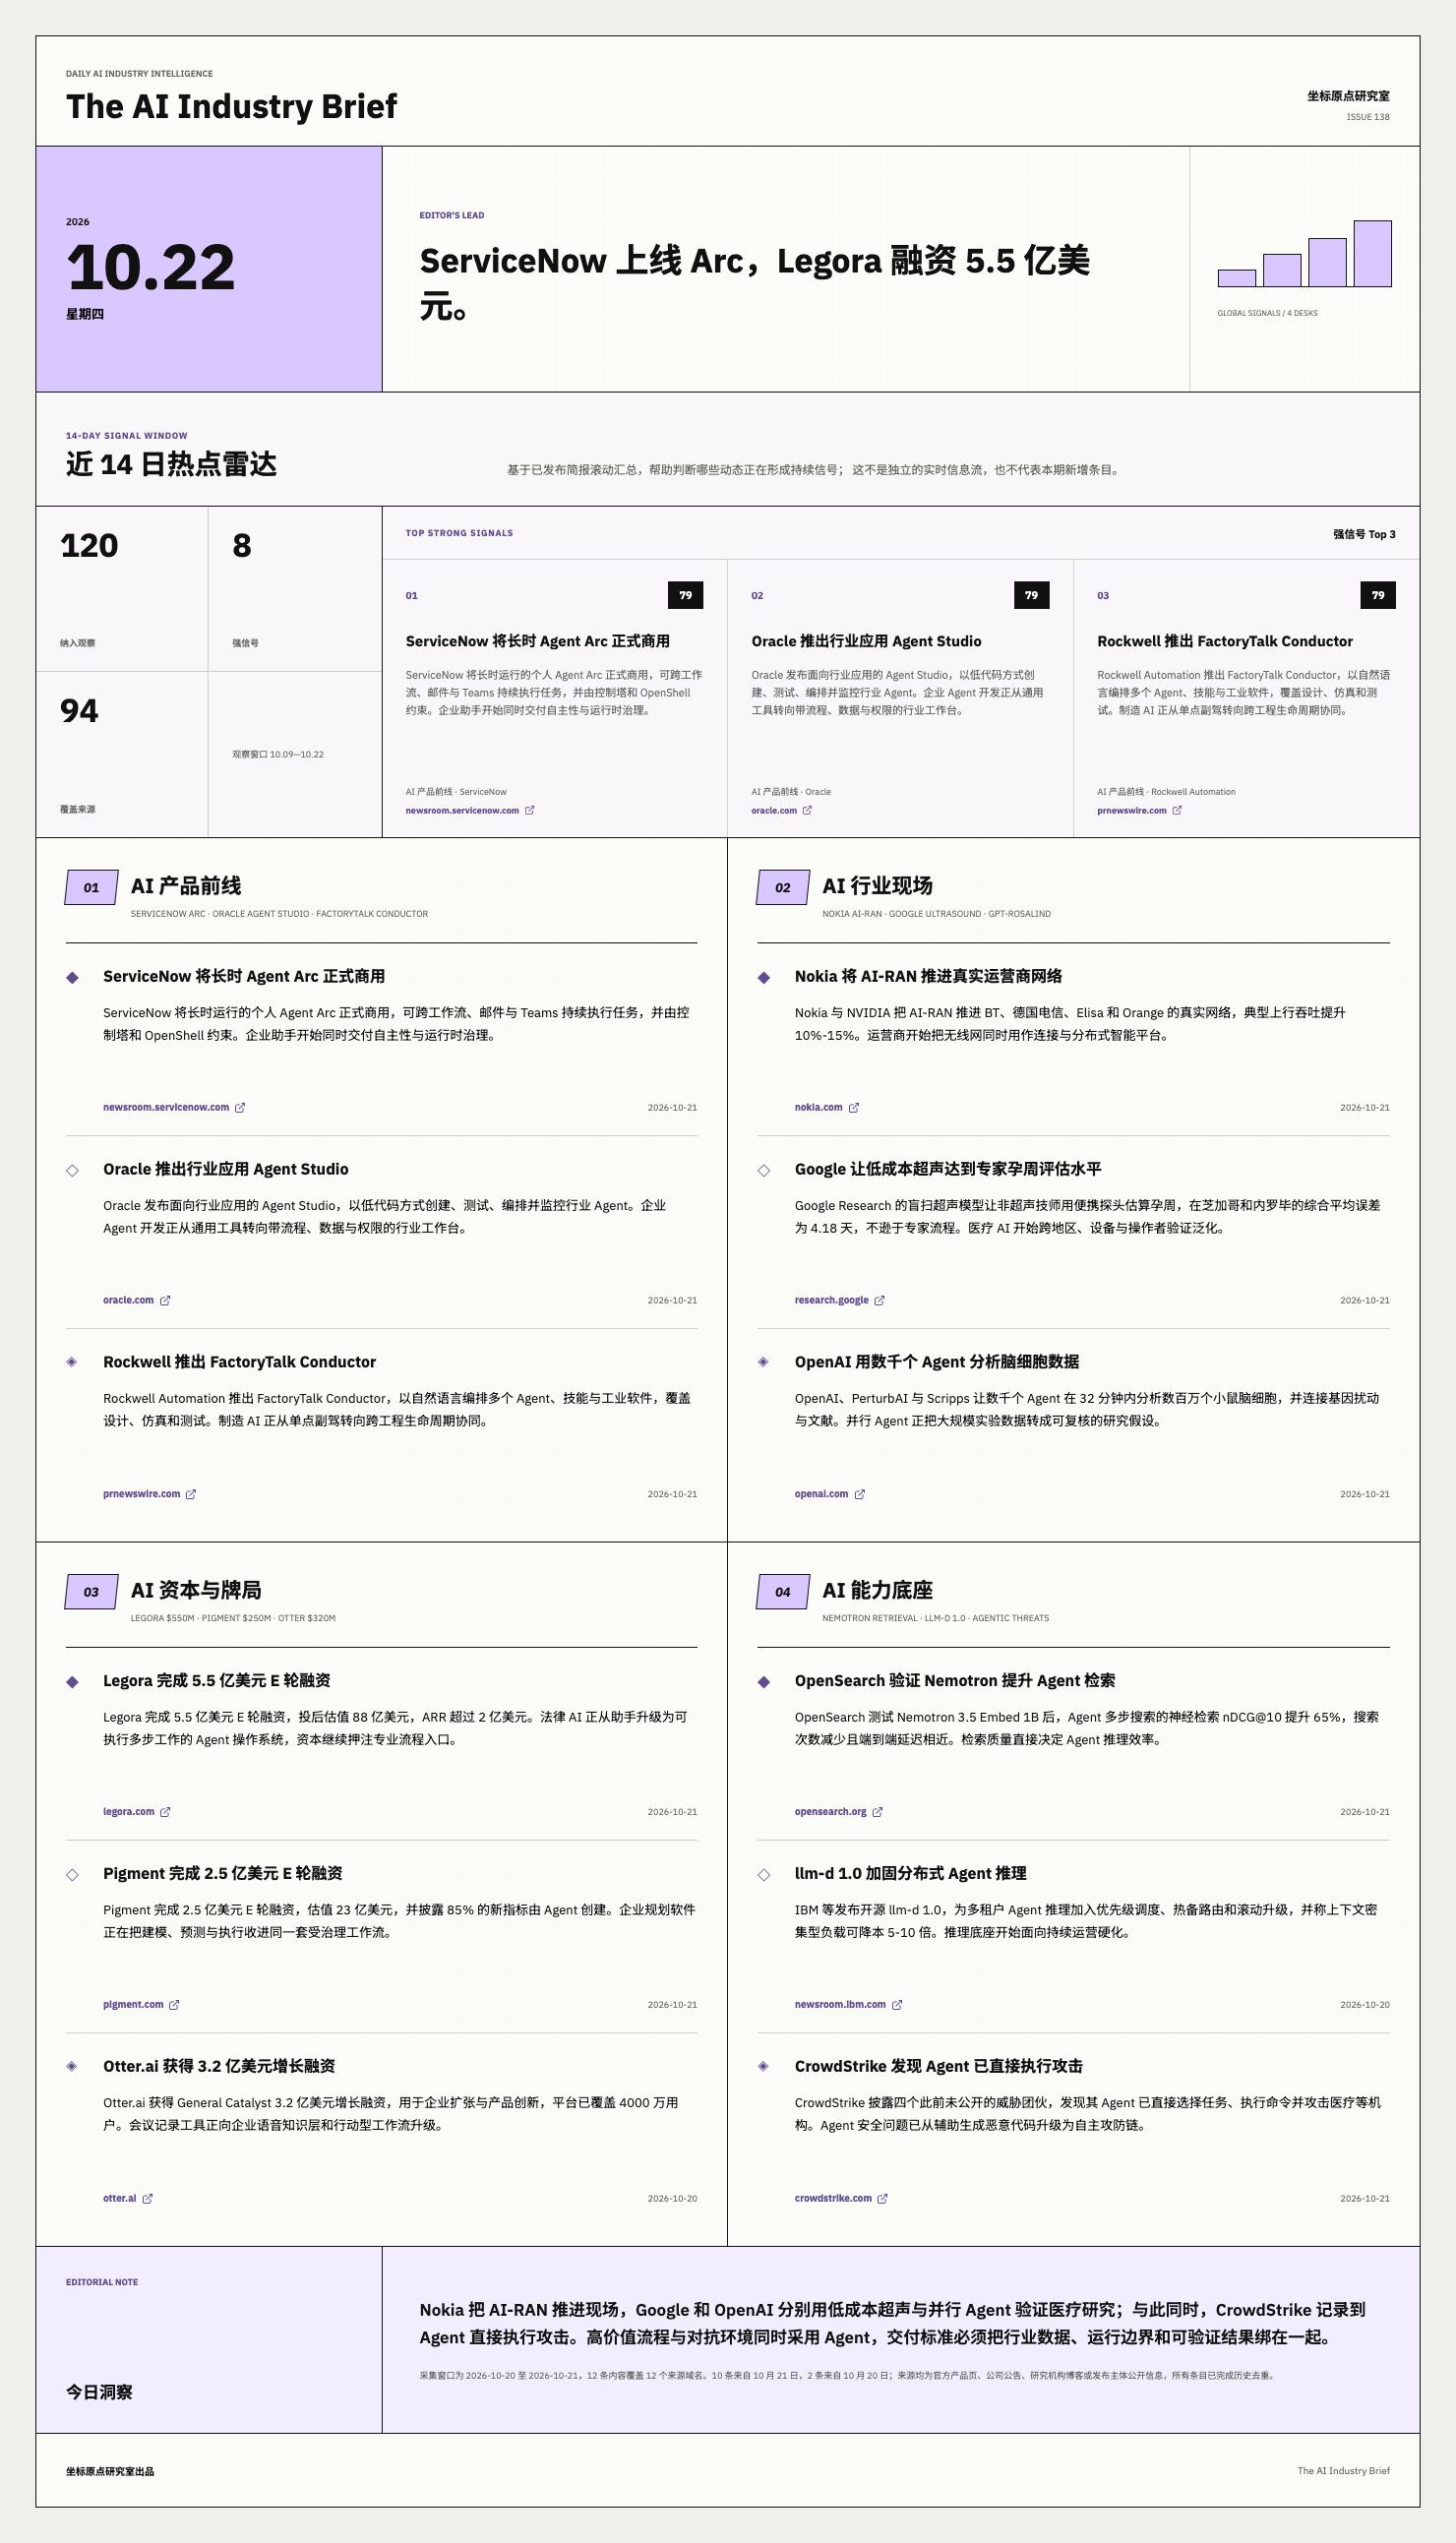 DAILY AI INDUSTRY INTELLIGENCE
The AI Industry Brief
坐标原点研究室
ISSUE 138
2026
10.22
星期四
EDITOR'S LEAD
ServiceNow 上线 Arc，Legora 融资 5.5 亿美
元。
GLOBAL SIGNALS / 4 DESKS
14-DAY SIGNAL WINDOW
近 14 日热点雷达
基于已发布简报滚动汇总，帮助判断哪些动态正在形成持续信号； 这不是独立的实时信息流，也不代表本期新增条目。
120
纳入观察
8
强信号
94
覆盖来源
观察窗口 10.09—10.22
TOP STRONG SIGNALS
强信号 Top 3
01
79
ServiceNow 将长时 Agent Arc 正式商用
ServiceNow 将长时运行的个人 Agent Arc 正式商用，可跨工作
流、邮件与 Teams 持续执行任务，并由控制塔和 OpenShell
约束。企业助手开始同时交付自主性与运行时治理。
AI 产品前线 · ServiceNow
newsroom.servicenow.com
02
79
Oracle 推出行业应用 Agent Studio
Oracle 发布面向行业应用的 Agent Studio，以低代码方式创
建、测试、编排并监控行业 Agent。企业 Agent 开发正从通用
工具转向带流程、数据与权限的行业工作台。
AI 产品前线 · Oracle
oracle.com
03
79
Rockwell 推出 FactoryTalk Conductor
Rockwell Automation 推出 FactoryTalk Conductor，以自然语
言编排多个 Agent、技能与工业软件，覆盖设计、仿真和测
试。制造 AI 正从单点副驾转向跨工程生命周期协同。
AI 产品前线 · Rockwell Automation
prnewswire.com
01
AI 产品前线
SERVICENOW ARC · ORACLE AGENT STUDIO · FACTORYTALK CONDUCTOR
ServiceNow 将长时 Agent Arc 正式商用
ServiceNow 将长时运行的个人 Agent Arc 正式商用，可跨工作流、邮件与 Teams 持续执行任务，并由控
制塔和 OpenShell 约束。企业助手开始同时交付自主性与运行时治理。
newsroom.servicenow.com
2026-10-21
Oracle 推出行业应用 Agent Studio
Oracle 发布面向行业应用的 Agent Studio，以低代码方式创建、测试、编排并监控行业 Agent。企业
Agent 开发正从通用工具转向带流程、数据与权限的行业工作台。
oracle.com
2026-10-21
Rockwell 推出 FactoryTalk Conductor
Rockwell Automation 推出 FactoryTalk Conductor，以自然语言编排多个 Agent、技能与工业软件，覆盖
设计、仿真和测试。制造 AI 正从单点副驾转向跨工程生命周期协同。
prnewswire.com
2026-10-21
02
AI 行业现场
NOKIA AI-RAN · GOOGLE ULTRASOUND · GPT-ROSALIND
Nokia 将 AI-RAN 推进真实运营商网络
Nokia 与 NVIDIA 把 AI-RAN 推进 BT、德国电信、Elisa 和 Orange 的真实网络，典型上行吞吐提升
10%-15%。运营商开始把无线网同时用作连接与分布式智能平台。
nokia.com
2026-10-21
Google 让低成本超声达到专家孕周评估水平
Google Research 的盲扫超声模型让非超声技师用便携探头估算孕周，在芝加哥和内罗毕的综合平均误差
为 4.18 天，不逊于专家流程。医疗 AI 开始跨地区、设备与操作者验证泛化。
research.google
2026-10-21
OpenAI 用数千个 Agent 分析脑细胞数据
OpenAI、PerturbAI 与 Scripps 让数千个 Agent 在 32 分钟内分析数百万个小鼠脑细胞，并连接基因扰动
与文献。并行 Agent 正把大规模实验数据转成可复核的研究假设。
openai.com
2026-10-21
03
AI 资本与牌局
LEGORA $550M · PIGMENT $250M · OTTER $320M
Legora 完成 5.5 亿美元 E 轮融资
Legora 完成 5.5 亿美元 E 轮融资，投后估值 88 亿美元，ARR 超过 2 亿美元。法律 AI 正从助手升级为可
执行多步工作的 Agent 操作系统，资本继续押注专业流程入口。
legora.com
2026-10-21
Pigment 完成 2.5 亿美元 E 轮融资
Pigment 完成 2.5 亿美元 E 轮融资，估值 23 亿美元，并披露 85% 的新指标由 Agent 创建。企业规划软件
正在把建模、预测与执行收进同一套受治理工作流。
pigment.com
2026-10-21
Otter.ai 获得 3.2 亿美元增长融资
Otter.ai 获得 General Catalyst 3.2 亿美元增长融资，用于企业扩张与产品创新，平台已覆盖 4000 万用
户。会议记录工具正向企业语音知识层和行动型工作流升级。
otter.ai
2026-10-20
04
AI 能力底座
NEMOTRON RETRIEVAL · LLM-D 1.0 · AGENTIC THREATS
OpenSearch 验证 Nemotron 提升 Agent 检索
OpenSearch 测试 Nemotron 3.5 Embed 1B 后，Agent 多步搜索的神经检索 nDCG@10 提升 65%，搜索
次数减少且端到端延迟相近。检索质量直接决定 Agent 推理效率。
opensearch.org
2026-10-21
llm-d 1.0 加固分布式 Agent 推理
IBM 等发布开源 llm-d 1.0，为多租户 Agent 推理加入优先级调度、热备路由和滚动升级，并称上下文密
集型负载可降本 5-10 倍。推理底座开始面向持续运营硬化。
newsroom.ibm.com
2026-10-20
CrowdStrike 发现 Agent 已直接执行攻击
CrowdStrike 披露四个此前未公开的威胁团伙，发现其 Agent 已直接选择任务、执行命令并攻击医疗等机
构。Agent 安全问题已从辅助生成恶意代码升级为自主攻防链。
crowdstrike.com
2026-10-21
EDITORIAL NOTE
今日洞察
Nokia 把 AI-RAN 推进现场，Google 和 OpenAI 分别用低成本超声与并行 Agent 验证医疗研究；与此同时，CrowdStrike 记录到
Agent 直接执行攻击。高价值流程与对抗环境同时采用 Agent，交付标准必须把行业数据、运行边界和可验证结果绑在一起。
采集窗口为 2026-10-20 至 2026-10-21，12 条内容覆盖 12 个来源域名。10 条来自 10 月 21 日，2 条来自 10 月 20 日；来源均为官方产品页、公司公告、研究机构博客或发布主体公开信息，所有条目已完成历史去重。
坐标原点研究室出品
The AI Industry Brief